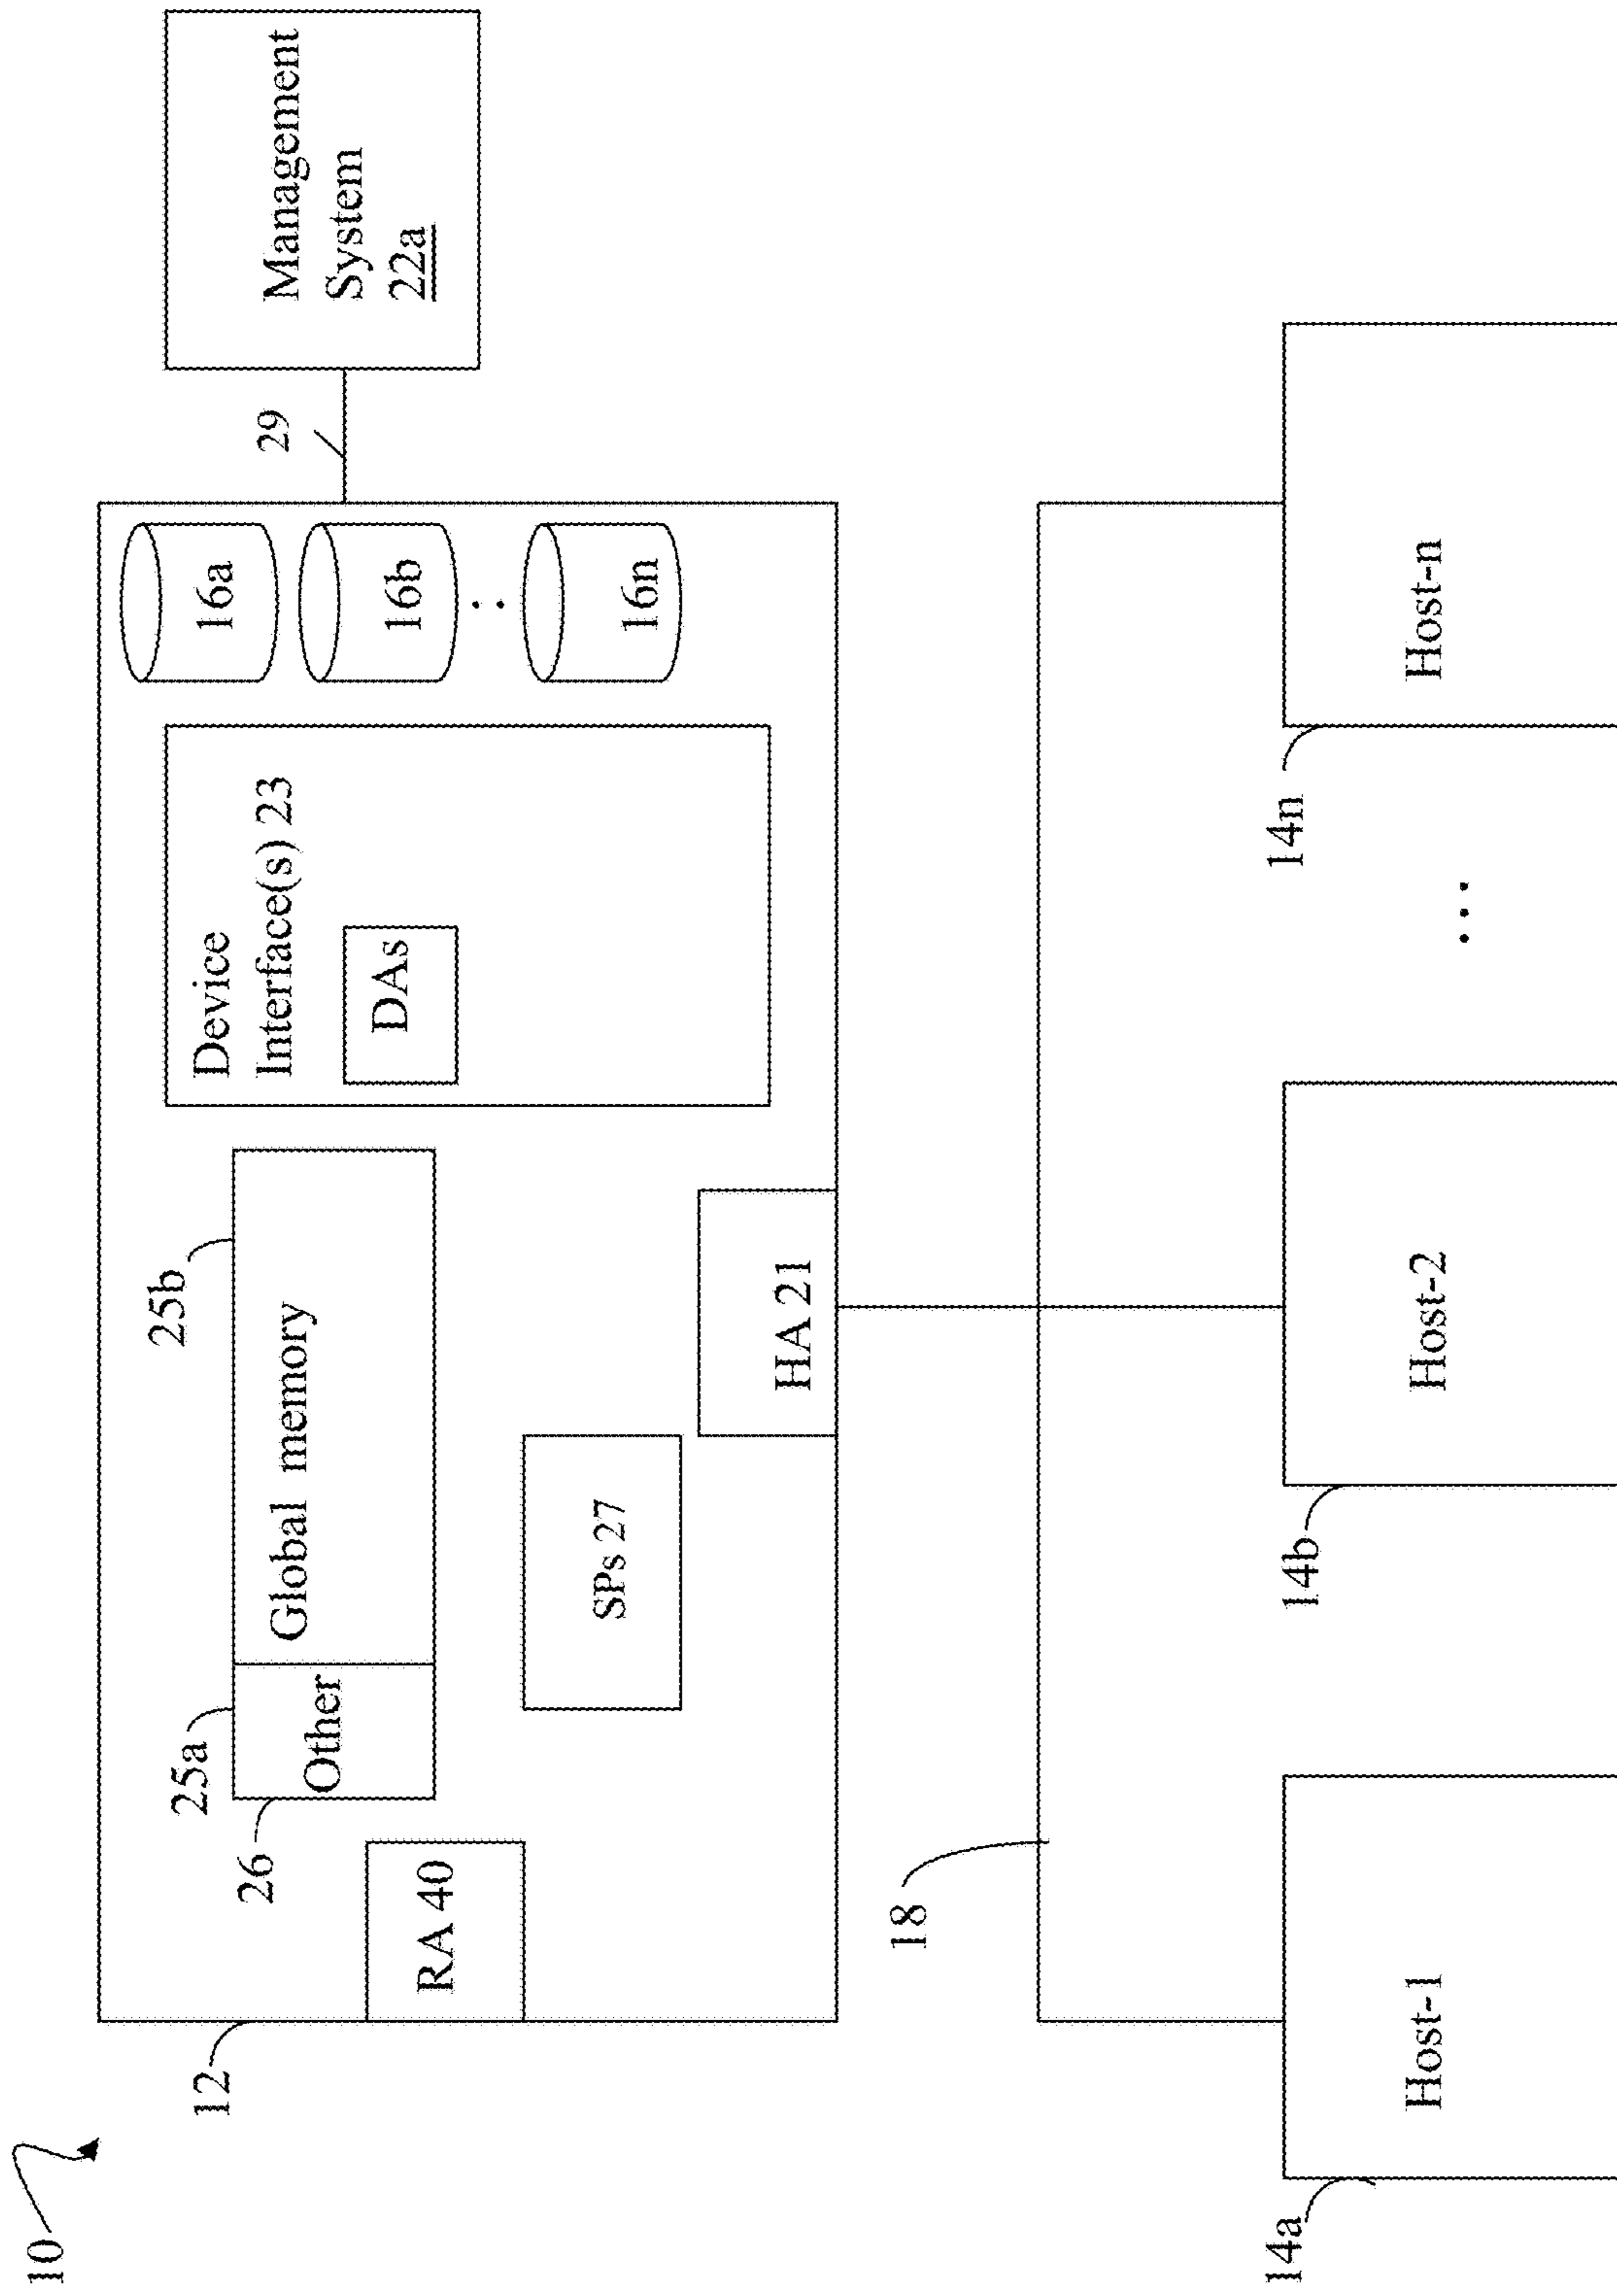 10
12
RA 40
26
25a
Other
25b
Global memory
SPs 27
HA 21
Device
Interface(s) 23
DAs
16a
16b
16n
29
Management
System
22a
18
14a
Host-1
14b
Host-2
...
14n
Host-n